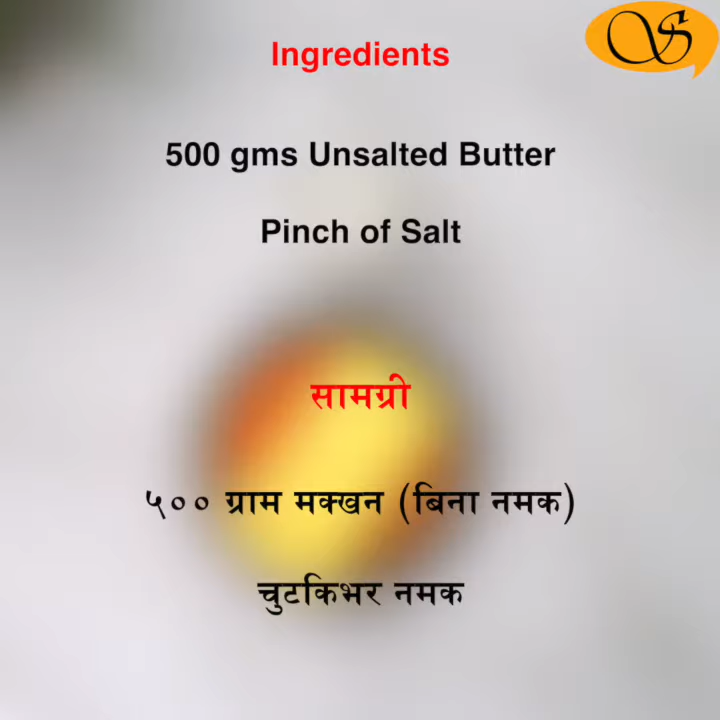 Ingredients
500 gms Unsalted Butter
Pinch of Salt
सामग्री
५०० ग्राम मक्खन (बिना नमक)
चुटकिभर नमक